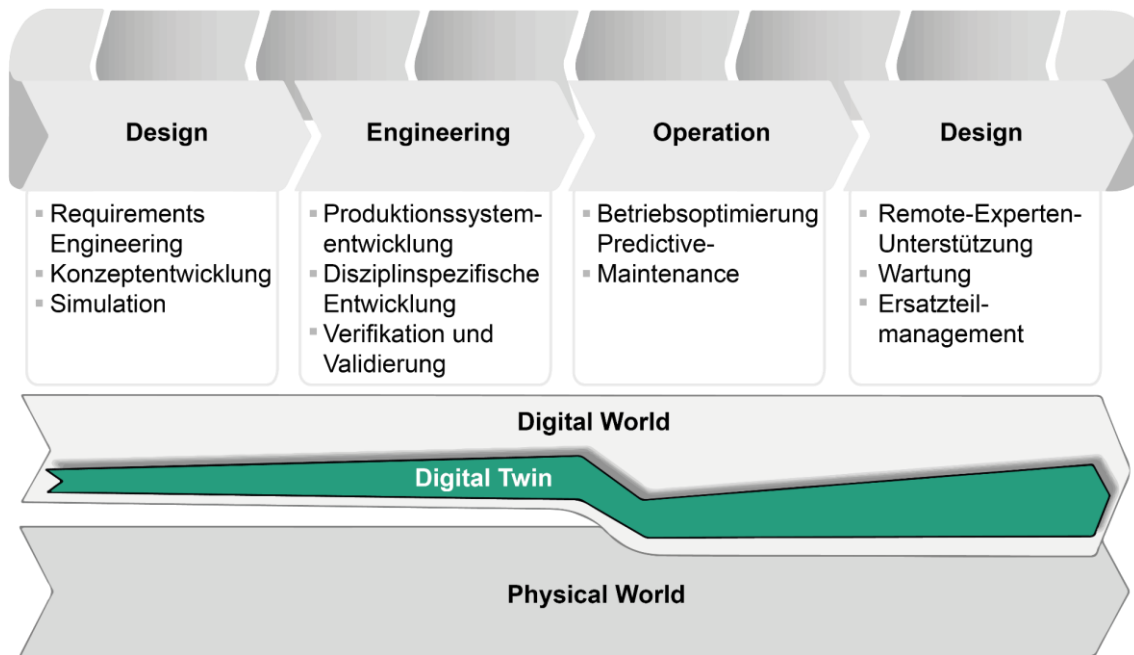 Design
Engineering
Operation
Design
Requirements
Engineering
Konzeptentwicklung
Simulation
Produktionssystem-
entwicklung
Disziplinspezifische
Entwicklung
Verifikation und
Validierung
Betriebsoptimierung
Predictive-
Maintenance
Remote-Experten-
Unterstützung
Wartung
Ersatzteil-
management
Digital World
Digital Twin
Physical World